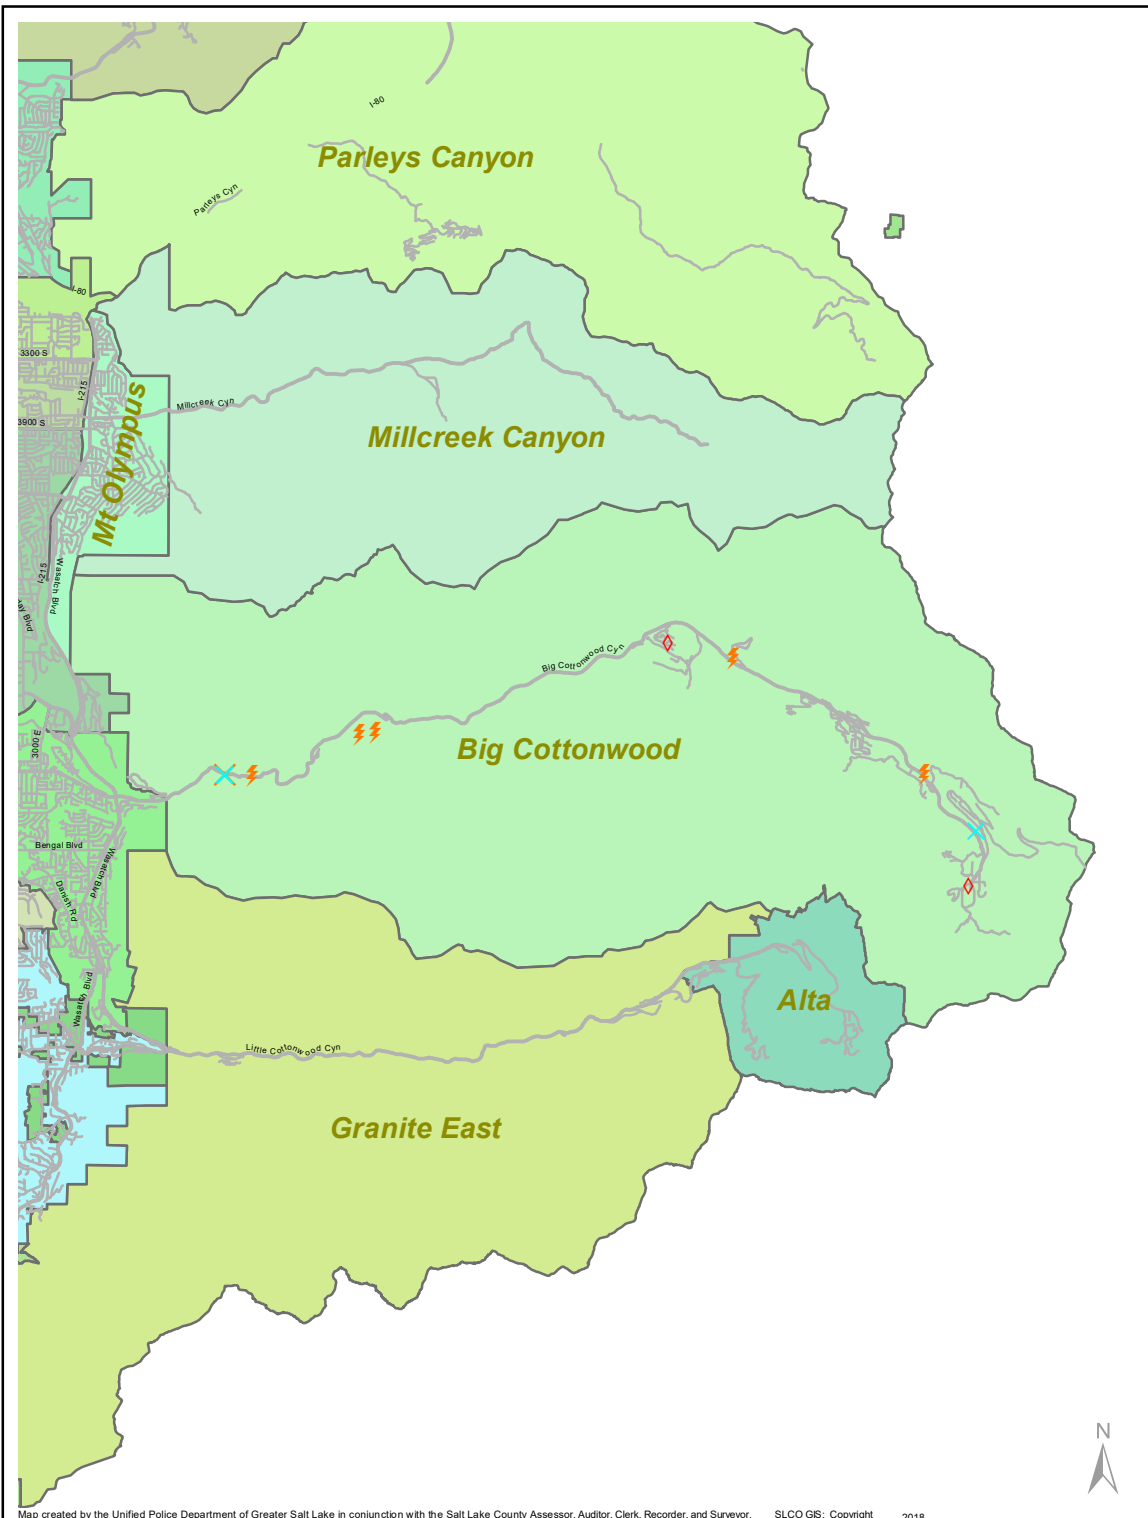 I-80
Parleys Canyon
Parleys Cyn
I-80
3300 S
I-215
Mt Olympus
Millcreek Cyn
3900 S
Millcreek Canyon
I-215
Wasatch Blvd
ay Blvd
Big Cottonwood Cyn
3000 E
Big Cottonwood
Bengal Blvd
Wasatch Blvd
Danish Rd
Wasatch Blvd
Alta
Little Cottonwood Cyn
Granite East
N
Map created by the Unified Police Department of Greater Salt Lake in conjunction with the Salt Lake County Assessor, Auditor, Clerk, Recorder, and Surveyor. SLCO GIS: Copyright 2018